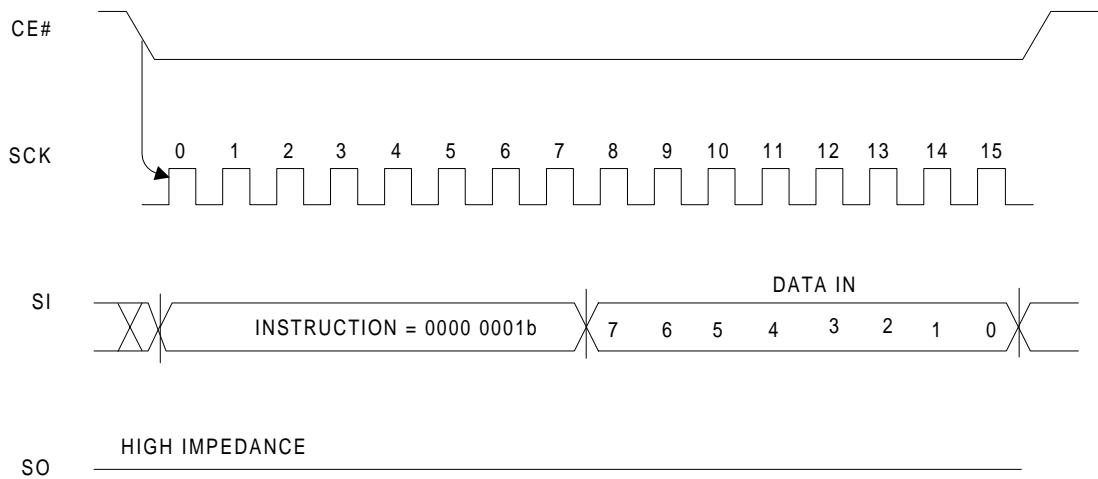 CE#
SCK
0 1 2 3 4 5 6 7 8 9 10 11 12 13 14 15
DATA IN
SI
INSTRUCTION = 0000 0001b
7 6 5 4 3 2 1 0
HIGH IMPEDANCE
SO